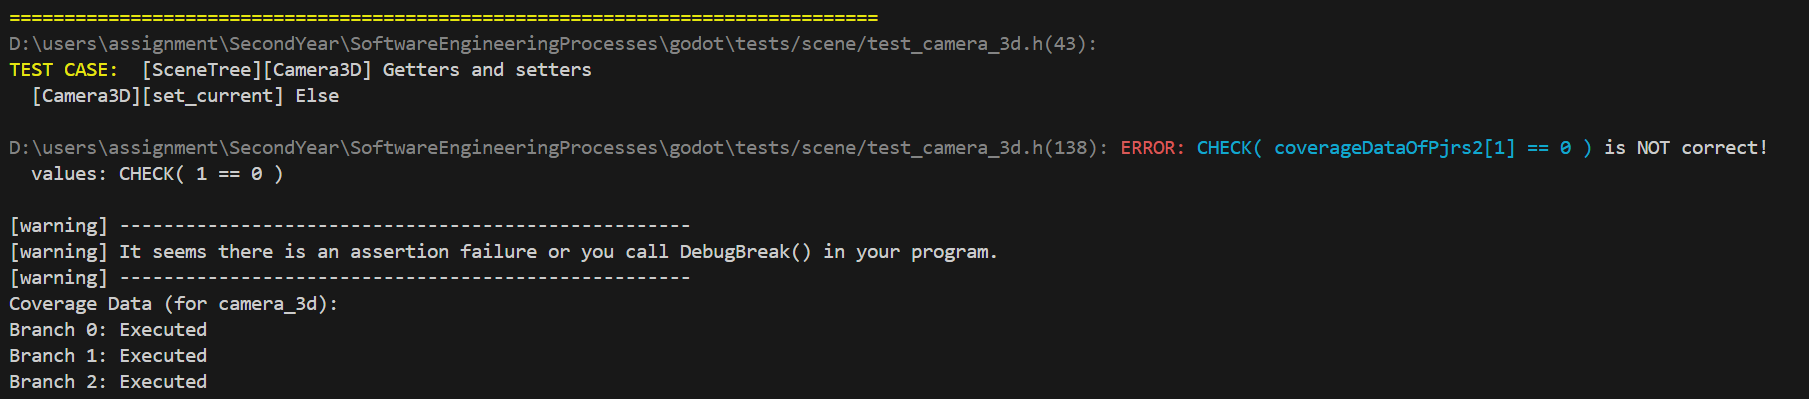 ===============================================================================
D:\users\assignment\SecondYear\SoftwareEngineeringProcesses\godot\tests/scene/test_camera_3d.h(43):
TEST CASE:  [SceneTree][Camera3D] Getters and setters
  [Camera3D][set_current] Else

D:\users\assignment\SecondYear\SoftwareEngineeringProcesses\godot\tests/scene/test_camera_3d.h(138): ERROR: CHECK( coverageDataOfPjrs2[1] == 0 ) is NOT correct!
  values: CHECK( 1 == 0 )

[warning] ----------------------------------------------------
[warning] It seems there is an assertion failure or you call DebugBreak() in your program.
[warning] ----------------------------------------------------
Coverage Data (for camera_3d):
Branch 0: Executed
Branch 1: Executed
Branch 2: Executed